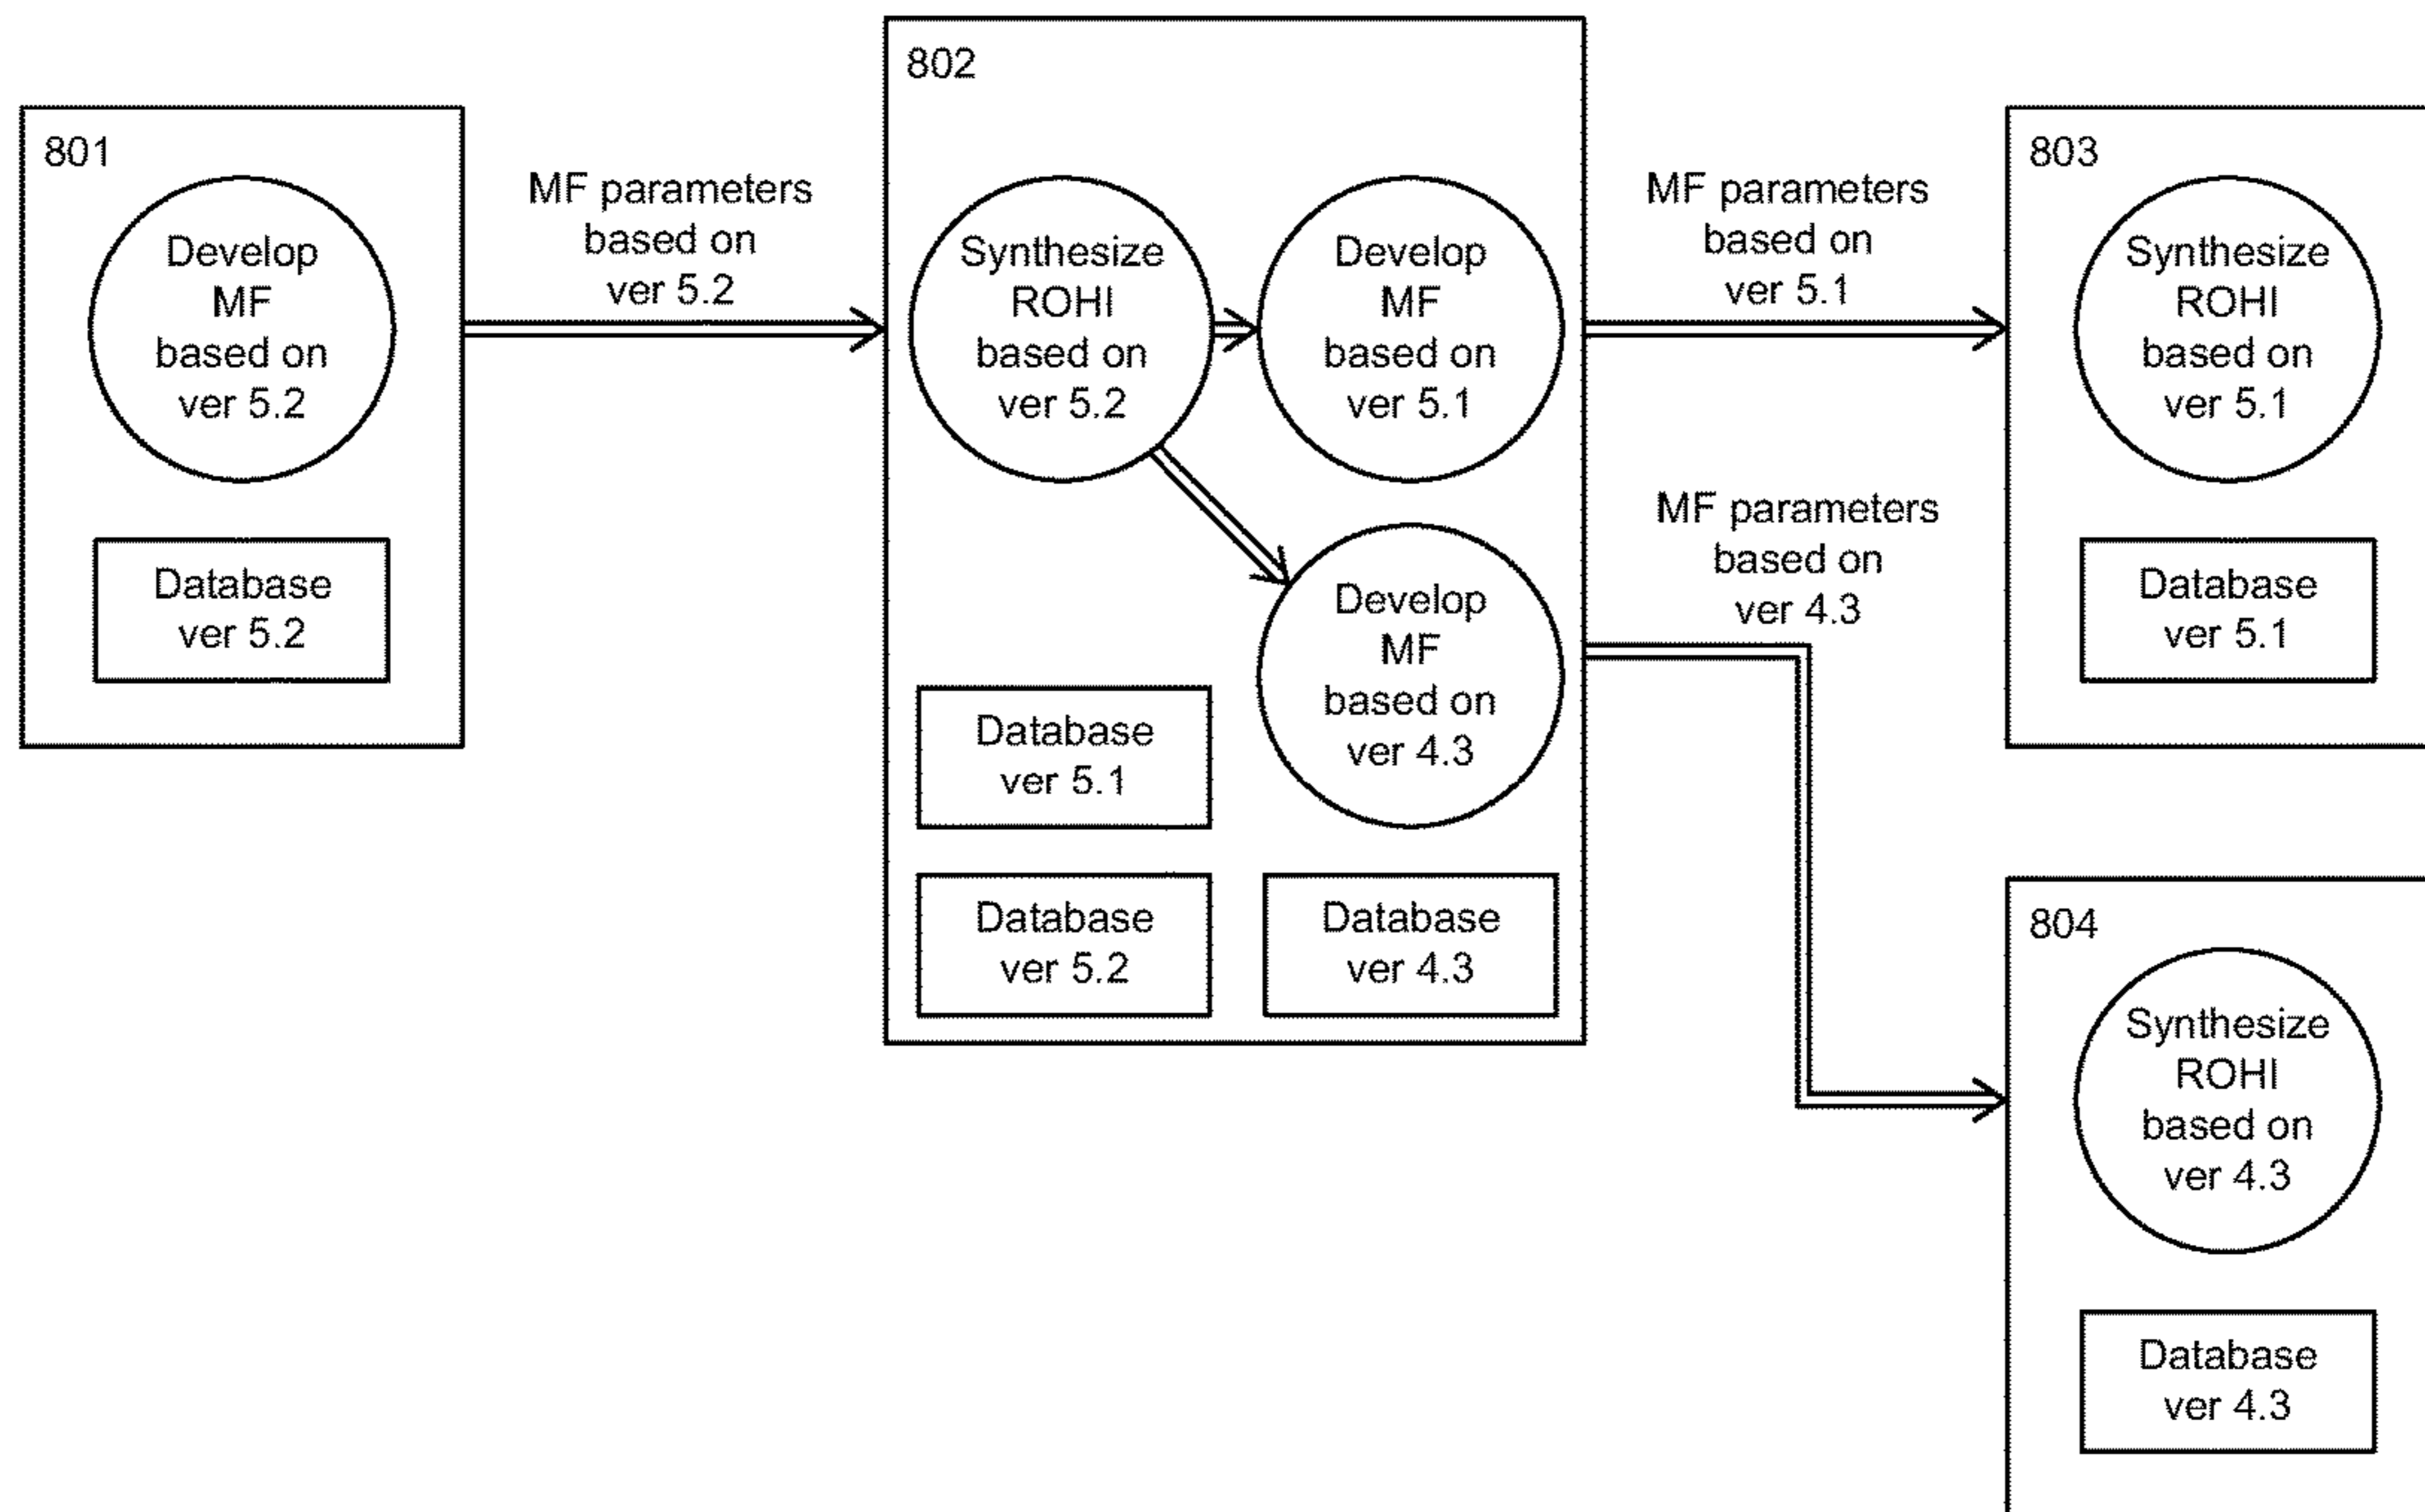 801
Develop
MF
based on
ver 5.2
Database
ver 5.2
MF parameters
based on
ver 5.2
802
Synthesize
ROHI
based on
ver 5.2
Develop
MF
based on
ver 5.1
Develop
MF
based on
ver 4.3
Database
ver 5.1
Database
ver 5.2
Database
ver 4.3
MF parameters
based on
ver 5.1
MF parameters
based on
ver 4.3
803
Synthesize
ROHI
based on
ver 5.1
Database
ver 5.1
804
Synthesize
ROHI
based on
ver 4.3
Database
ver 4.3